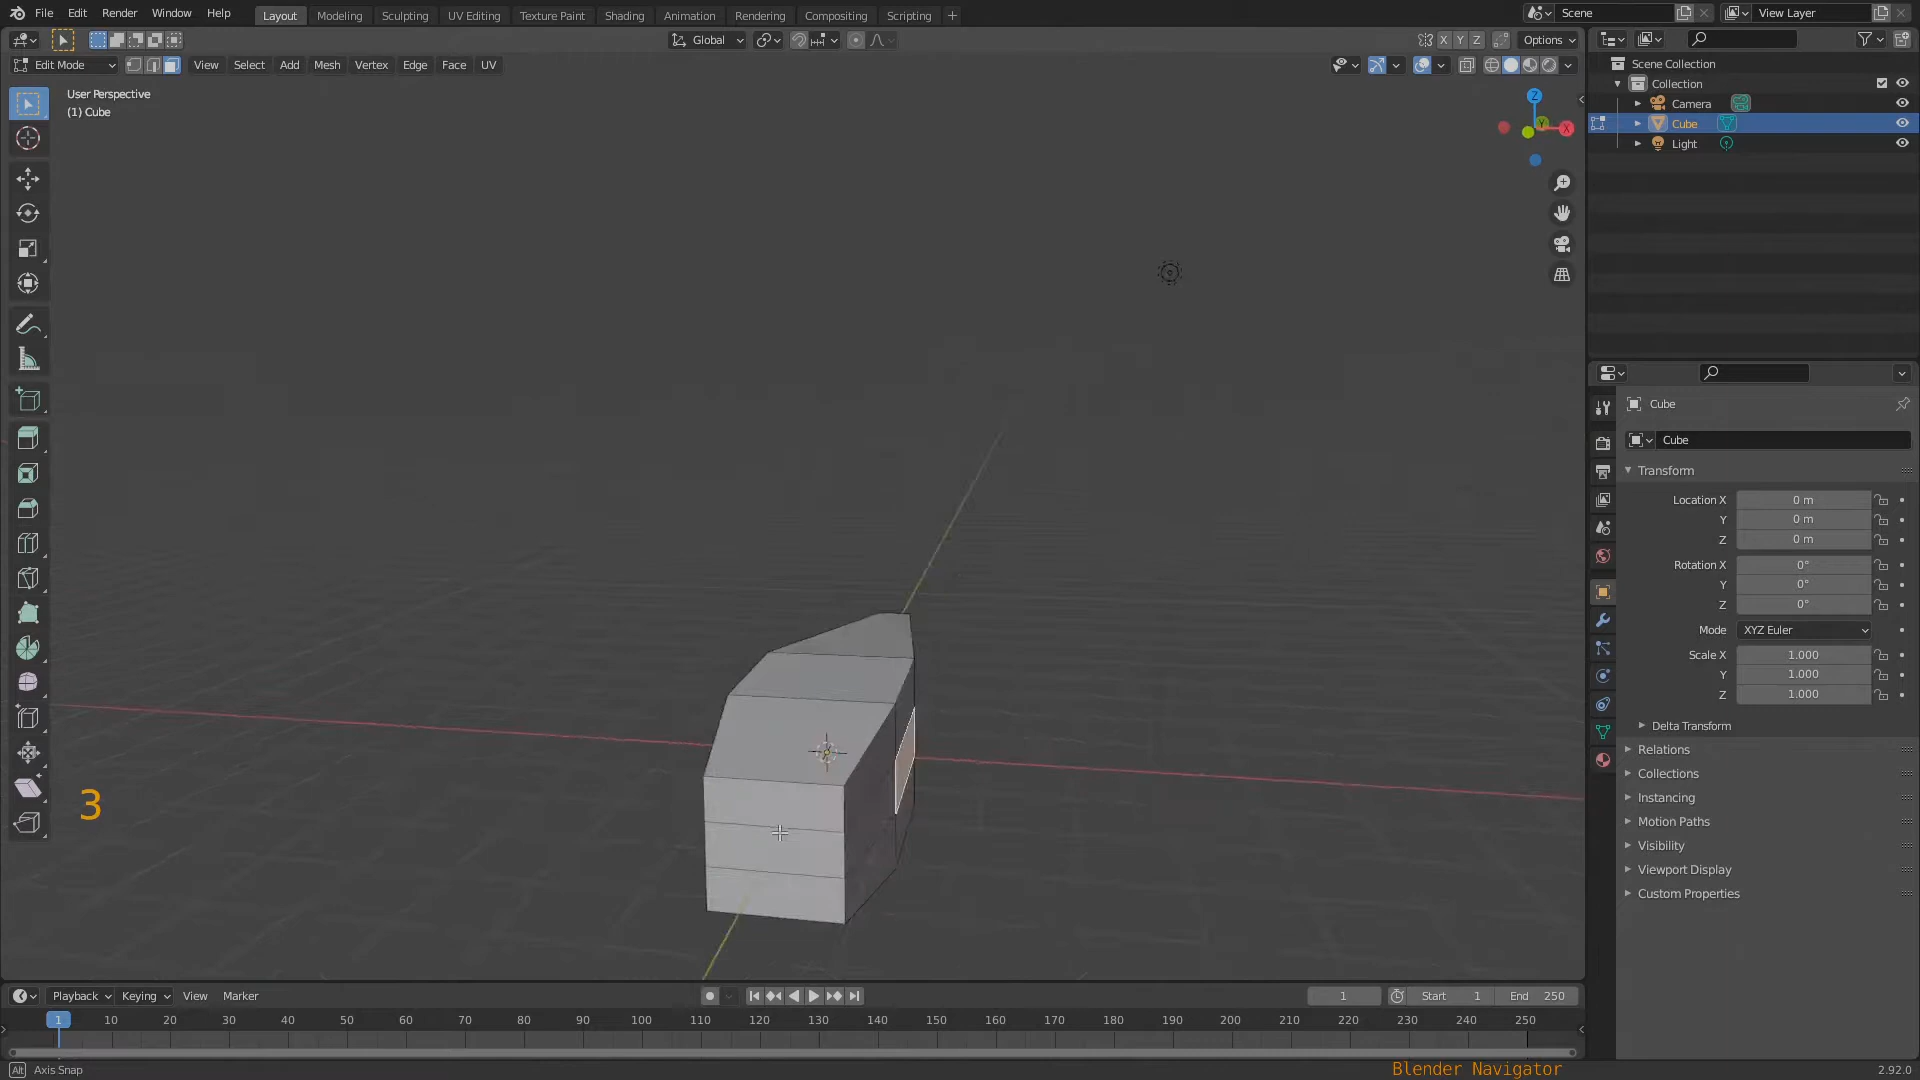 File Edit Render Window Help Layout Modeling Sculpting UV Editing Texture Paint Shading Animation Rendering Compositing Scripting + Scene View Layer
Global X Y Z Options
Edit Mode View Select Add Mesh Vertex Edge Face UV
User Perspective
(1) Cube
Z
Y
X
Scene Collection
Collection
Camera
Cube
Light
Cube
Cube
Transform
Location X 0 m
Y 0 m
Z 0 m
Rotation X 0°
Y 0°
Z 0°
Mode XYZ Euler
Scale X 1.000
Y 1.000
Z 1.000
Delta Transform
Relations
Collections
Instancing
Motion Paths
Visibility
Viewport Display
Custom Properties
3
Playback Keying View Marker 1 Start 1 End 250
1 10 20 30 40 50 60 70 80 90 100 110 120 130 140 150 160 170 180 190 200 210 220 230 240 250
Alt Axis Snap
Blender Navigator
2.92.0